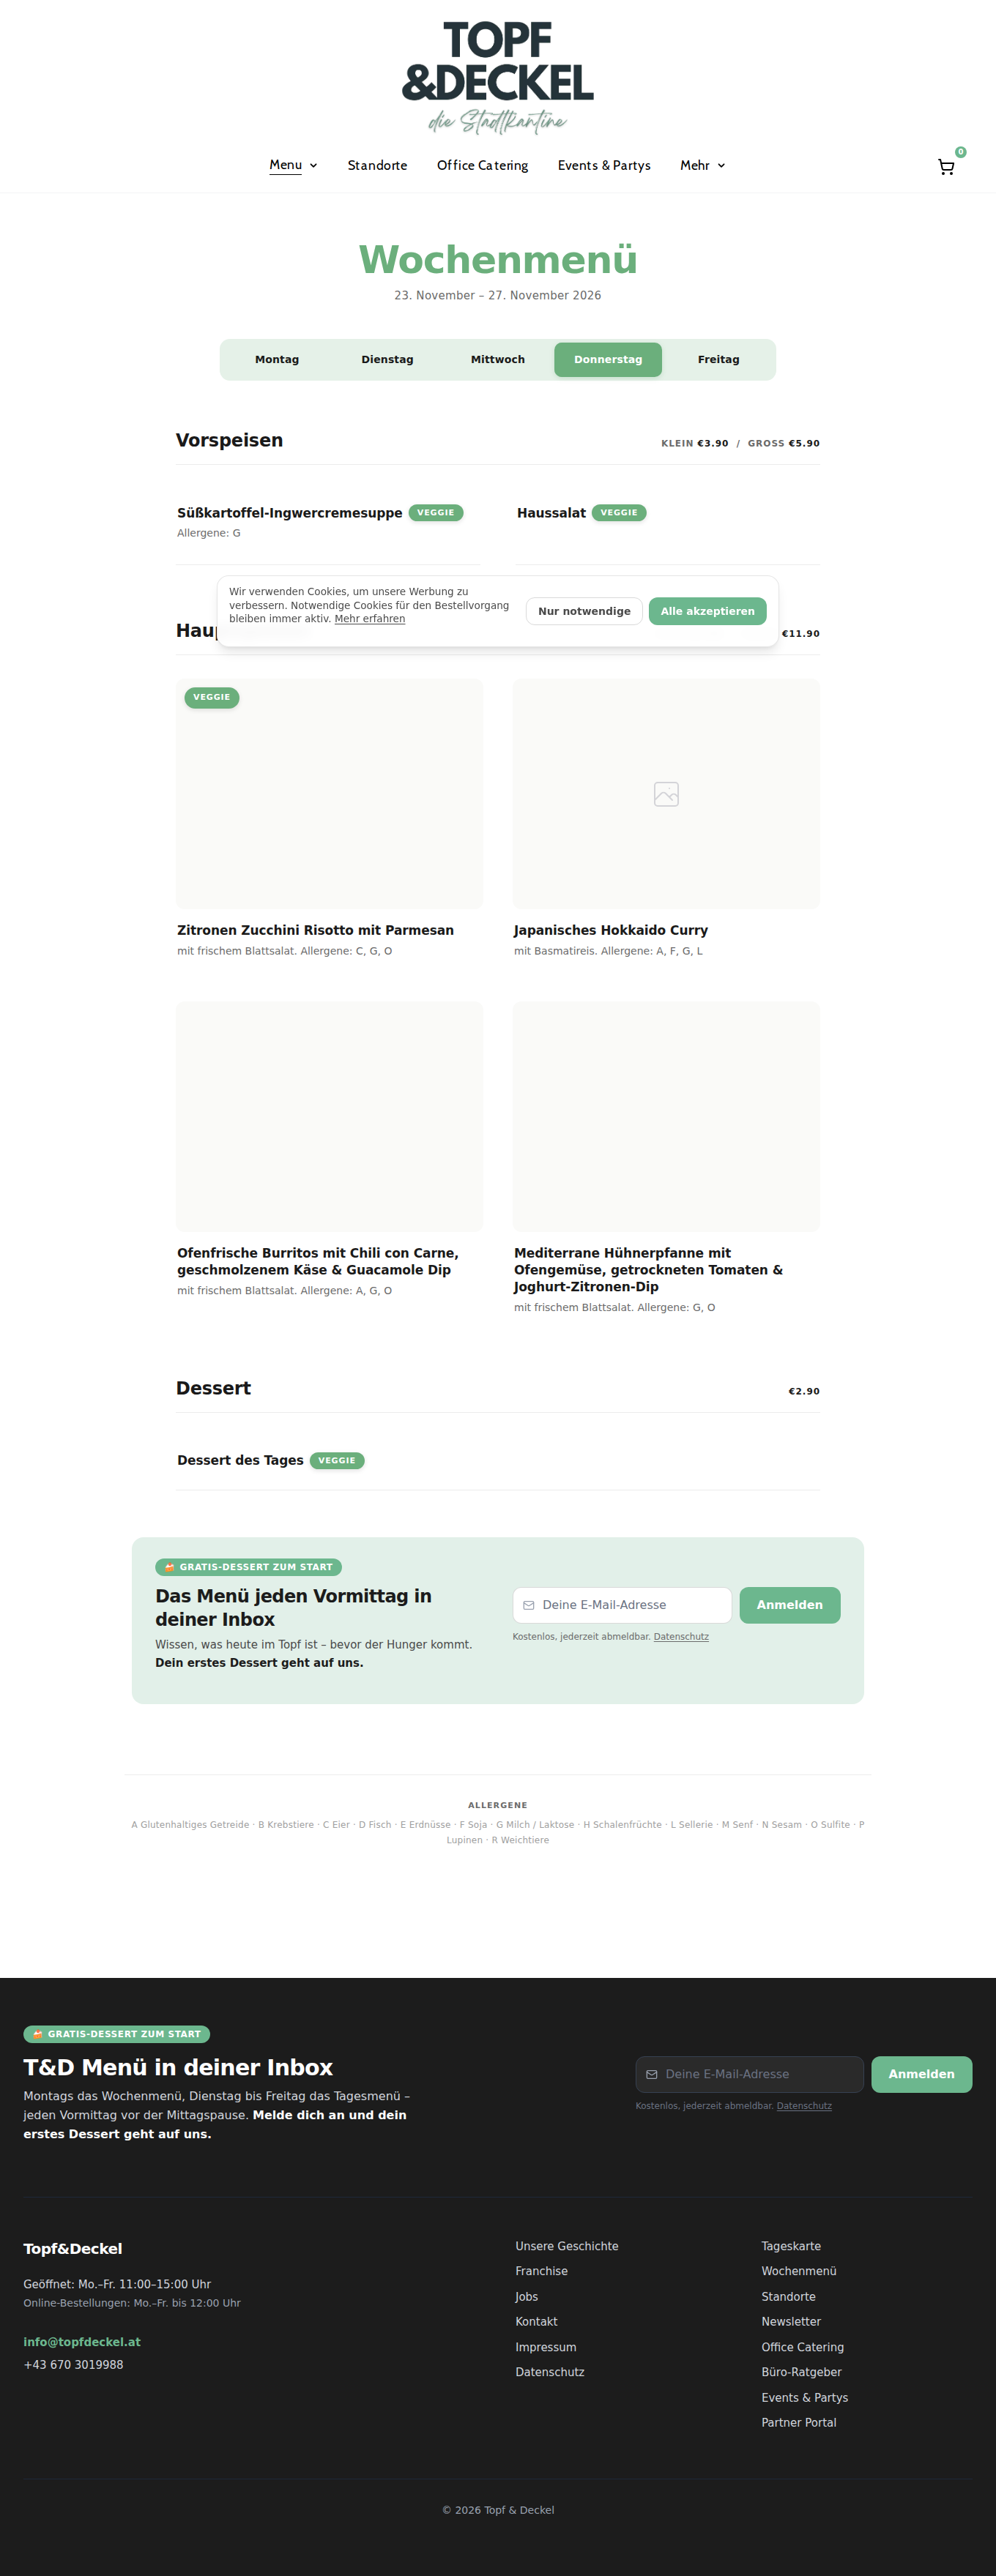 TOPF
&DECKEL
die Stadtkantine
Menu
Standorte
Office Catering
Events & Partys
Mehr
0
Wochenmenü
23. November – 27. November 2026
Montag
Dienstag
Mittwoch
Donnerstag
Freitag
Vorspeisen
KLEIN €3.90 / GROSS €5.90
Süßkartoffel-Ingwercremesuppe VEGGIE
Allergene: G
Haussalat VEGGIE
Wir verwenden Cookies, um unsere Werbung zu
verbessern. Notwendige Cookies für den Bestellvorgang
bleiben immer aktiv. Mehr erfahren
Nur notwendige
Alle akzeptieren
€11.90
VEGGIE
Zitronen Zucchini Risotto mit Parmesan
mit frischem Blattsalat. Allergene: C, G, O
Japanisches Hokkaido Curry
mit Basmatireis. Allergene: A, F, G, L
Ofenfrische Burritos mit Chili con Carne,
geschmolzenem Käse & Guacamole Dip
mit frischem Blattsalat. Allergene: A, G, O
Mediterrane Hühnerpfanne mit
Ofengemüse, getrockneten Tomaten &
Joghurt-Zitronen-Dip
mit frischem Blattsalat. Allergene: G, O
Dessert
€2.90
Dessert des Tages VEGGIE
🍰 GRATIS-DESSERT ZUM START
Das Menü jeden Vormittag in
deiner Inbox
Wissen, was heute im Topf ist – bevor der Hunger kommt.
Dein erstes Dessert geht auf uns.
Deine E-Mail-Adresse
Anmelden
Kostenlos, jederzeit abmeldbar. Datenschutz
ALLERGENE
A Glutenhaltiges Getreide · B Krebstiere · C Eier · D Fisch · E Erdnüsse · F Soja · G Milch / Laktose · H Schalenfrüchte · L Sellerie · M Senf · N Sesam · O Sulfite · P
Lupinen · R Weichtiere
🍰 GRATIS-DESSERT ZUM START
T&D Menü in deiner Inbox
Montags das Wochenmenü, Dienstag bis Freitag das Tagesmenü –
jeden Vormittag vor der Mittagspause. Melde dich an und dein
erstes Dessert geht auf uns.
Deine E-Mail-Adresse
Anmelden
Kostenlos, jederzeit abmeldbar. Datenschutz
Topf&Deckel
Geöffnet: Mo.–Fr. 11:00–15:00 Uhr
Online-Bestellungen: Mo.–Fr. bis 12:00 Uhr
info@topfdeckel.at
+43 670 3019988
Unsere Geschichte
Franchise
Jobs
Kontakt
Impressum
Datenschutz
Tageskarte
Wochenmenü
Standorte
Newsletter
Office Catering
Büro-Ratgeber
Events & Partys
Partner Portal
© 2026 Topf & Deckel